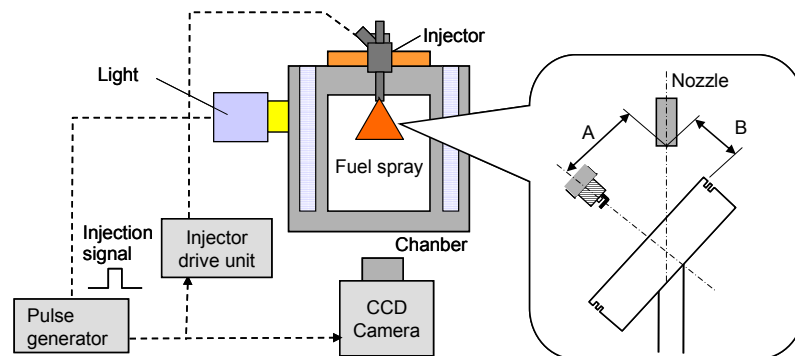 Injector
Light
Fuel spray
Chanber
Injection
signal
Injector
drive unit
Pulse
generator
CCD
Camera
Nozzle
A
B